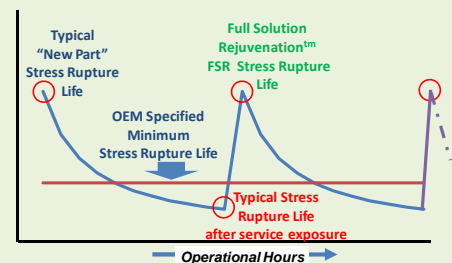 Typical
“New Part”
Stress Rupture
Life
Full Solution
Rejuvenationtm
FSR Stress Rupture
Life
OEM Specified
Minimum
Stress Rupture Life
Typical Stress
Rupture Life
after service exposure
Operational Hours